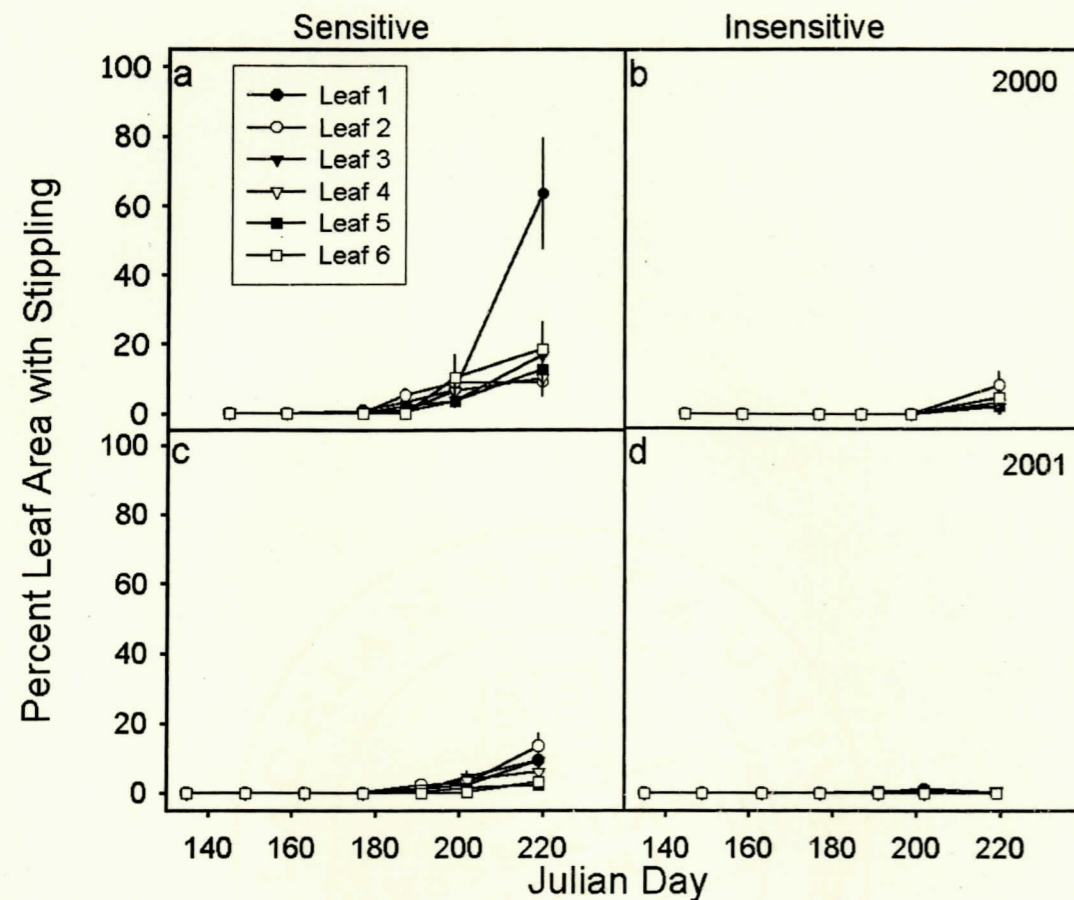 Sensitive
Insensitive
Percent Leaf Area with Stippling
a
100
80
60
40
20
0
Leaf 1
Leaf 2
Leaf 3
Leaf 4
Leaf 5
Leaf 6
b
2000
c
100
80
60
40
20
0
d
2001
140 160 180 200 220
140 160 180 200 220
Julian Day